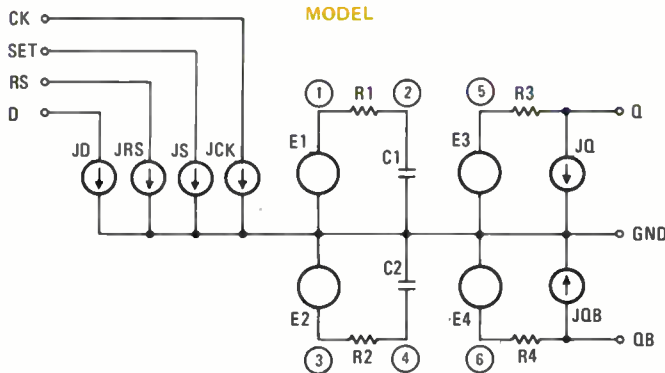 MODEL
CK
SET
RS
D
JD
JRS
JS
JCK
1
R1
2
E1
C1
5
R3
Q
E3
JQ
GND
E2
C2
E4
JQB
3
R2
4
6
R4
QB